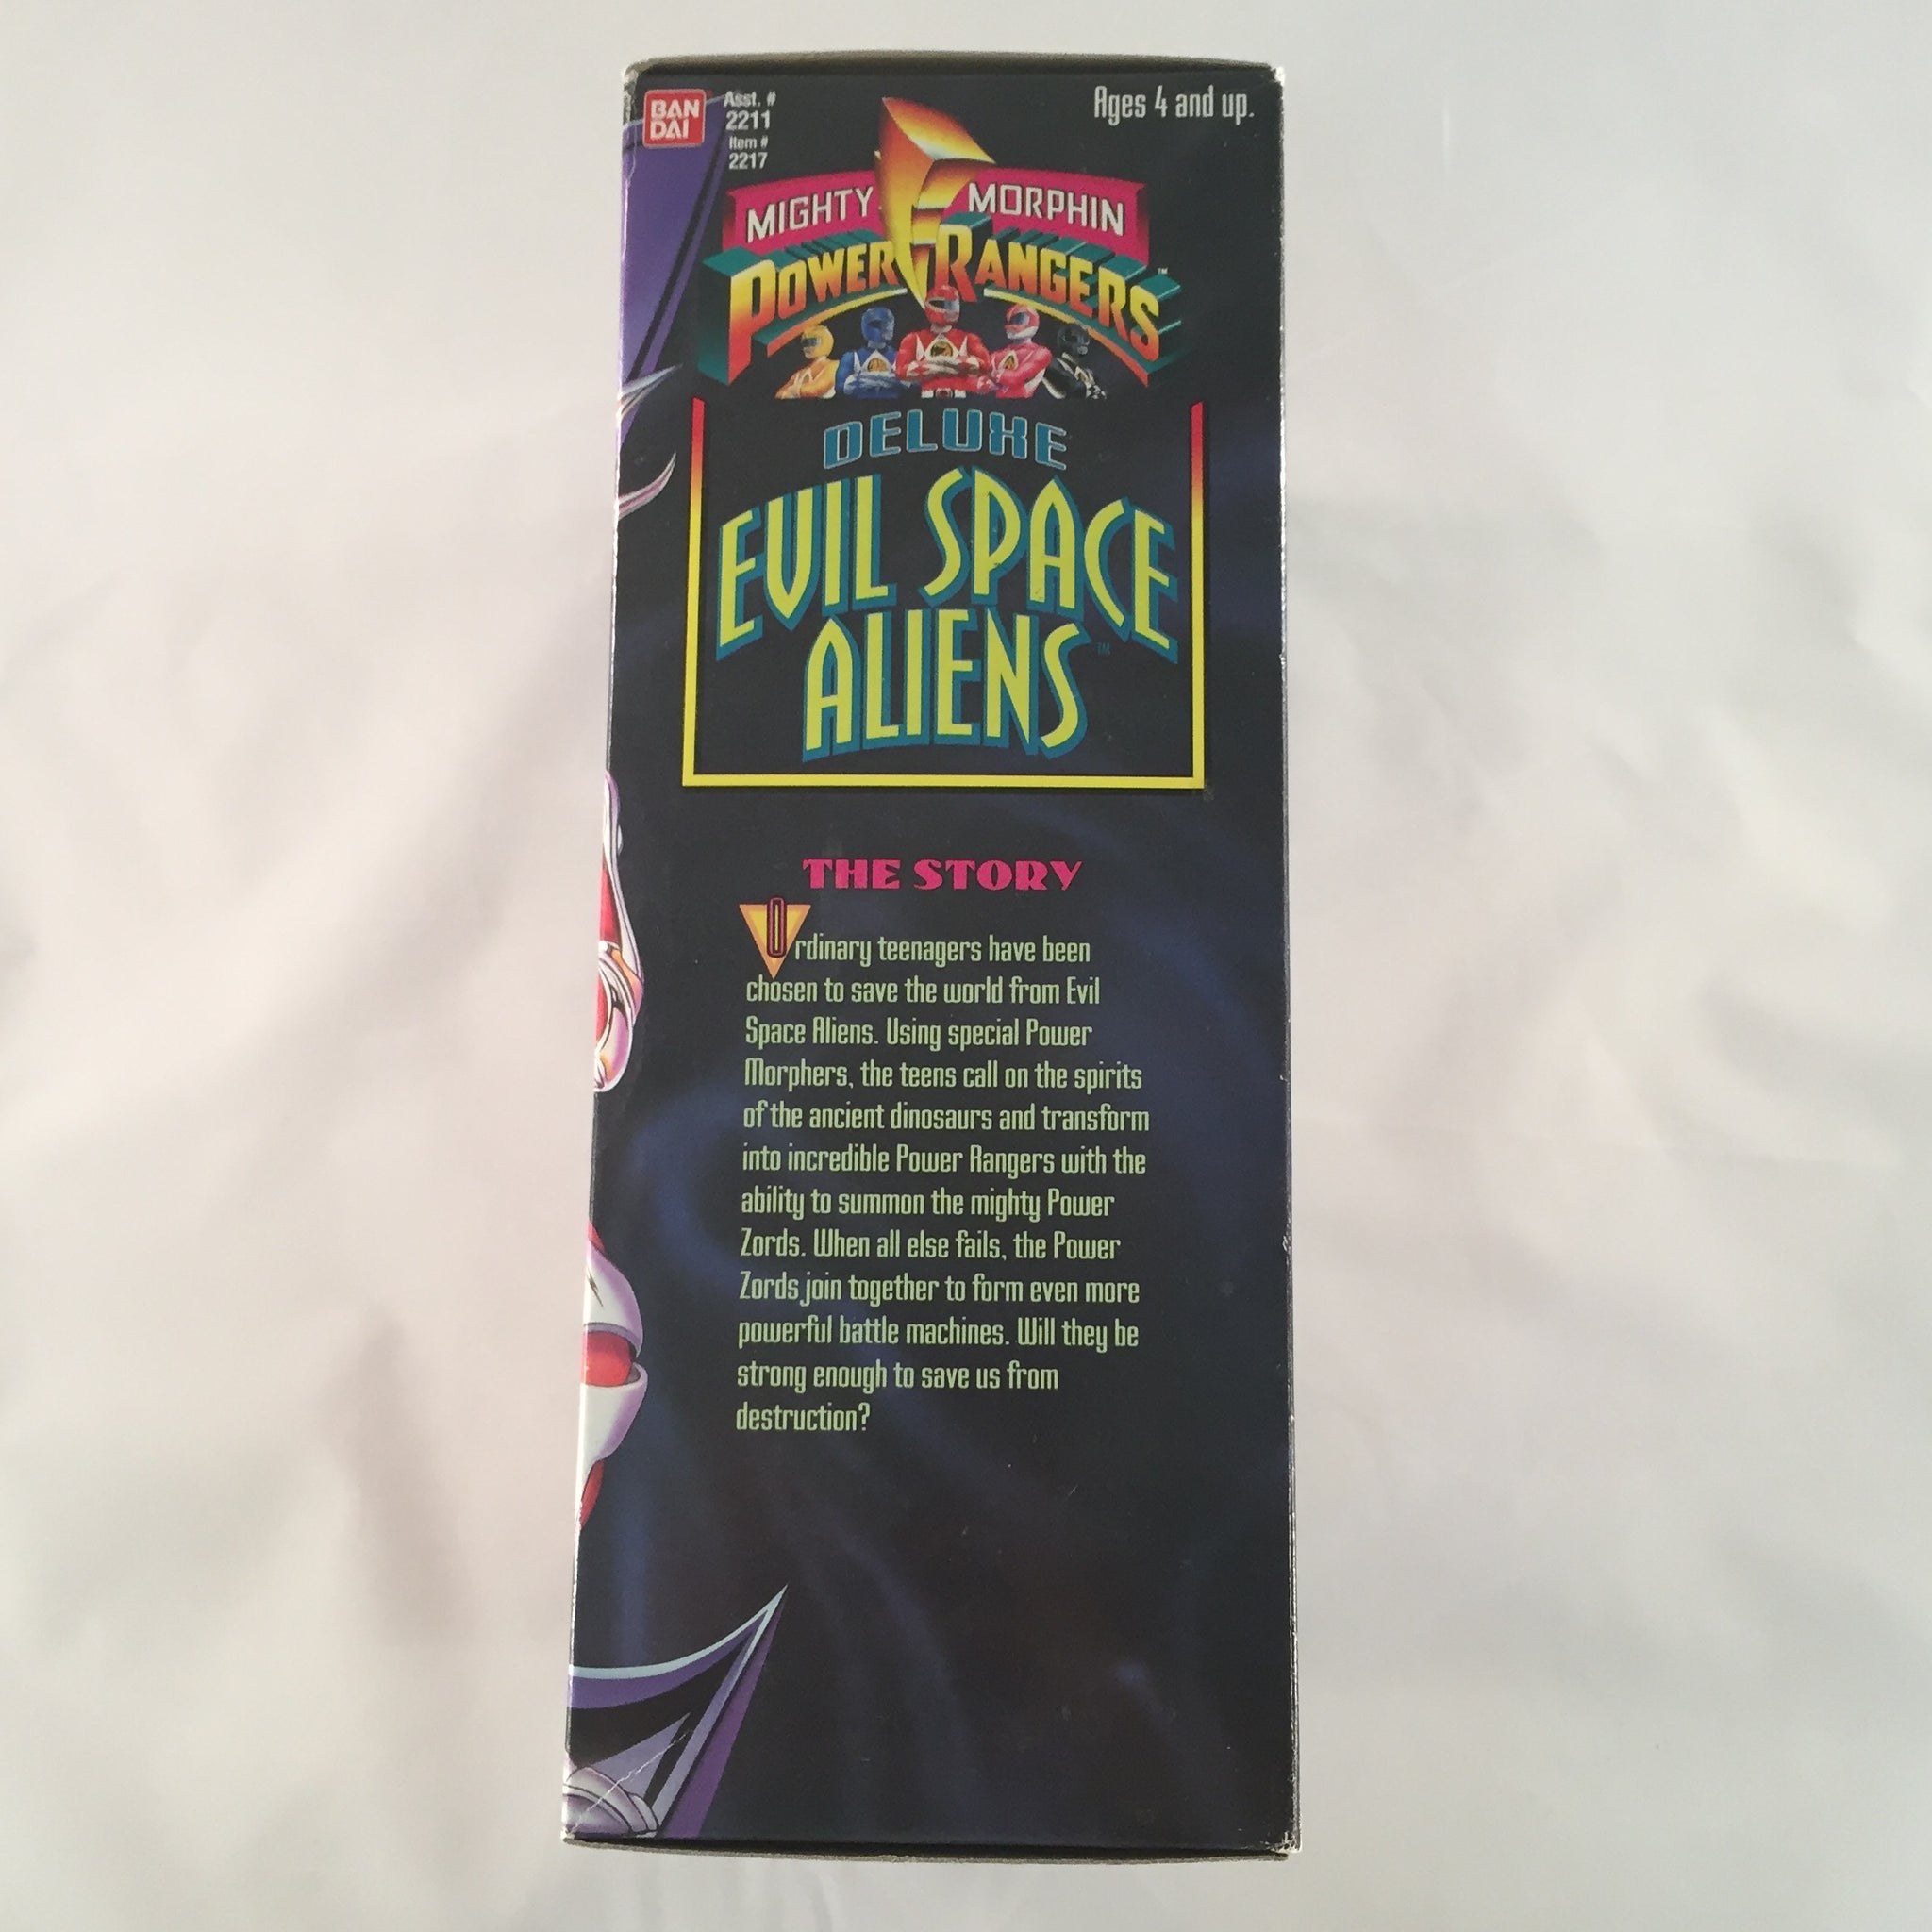 BAN
DAI
Asst. #
2211
Item #
2217
Ages 4 and up.
MIGHTY MORPHIN
POWER RANGERS™
DELUXE
EVIL SPACE
ALIENS™
THE STORY
Ordinary teenagers have been
chosen to save the world from Evil
Space Aliens. Using special Power
Morphers, the teens call on the spirits
of the ancient dinosaurs and transform
into incredible Power Rangers with the
ability to summon the mighty Power
Zords. When all else fails, the Power
Zords join together to form even more
powerful battle machines. Will they be
strong enough to save us from
destruction?